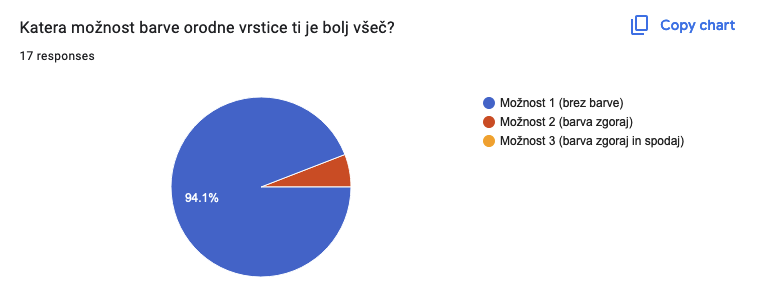 Katera možnost barve orodne vrstice ti je bolj všeč?
Copy chart
17 responses
Možnost 1 (brez barve)
Možnost 2 (barva zgoraj)
Možnost 3 (barva zgoraj in spodaj)
94.1%